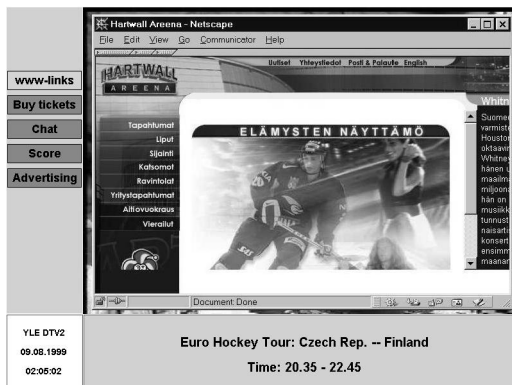 Hartwall Areena - Netscape
File Edit View Go Communicator Help
Uutiset Yhteystiedot Posti & Palaute English
HARTWALL
AREENA
www-links
Buy tickets
Chat
Score
Advertising
Tapahtumat
Liput
Sijainti
Katsomot
Ravintolat
Yritystapahtumat
Aitiovuokraus
Vierailut
ELÄMYSTEN NÄYTTÄMÖ
Whitn
Suome
varmiste
Houston
oktaavin
Whitney
hänen u
maailma
miljoona
hän on
musiikk
tunnust
naisartis
konsert
ensimm
maanan
Document: Done
YLE DTV2
09.08.1999
02:05:02
Euro Hockey Tour: Czech Rep. -- Finland
Time: 20.35 - 22.45